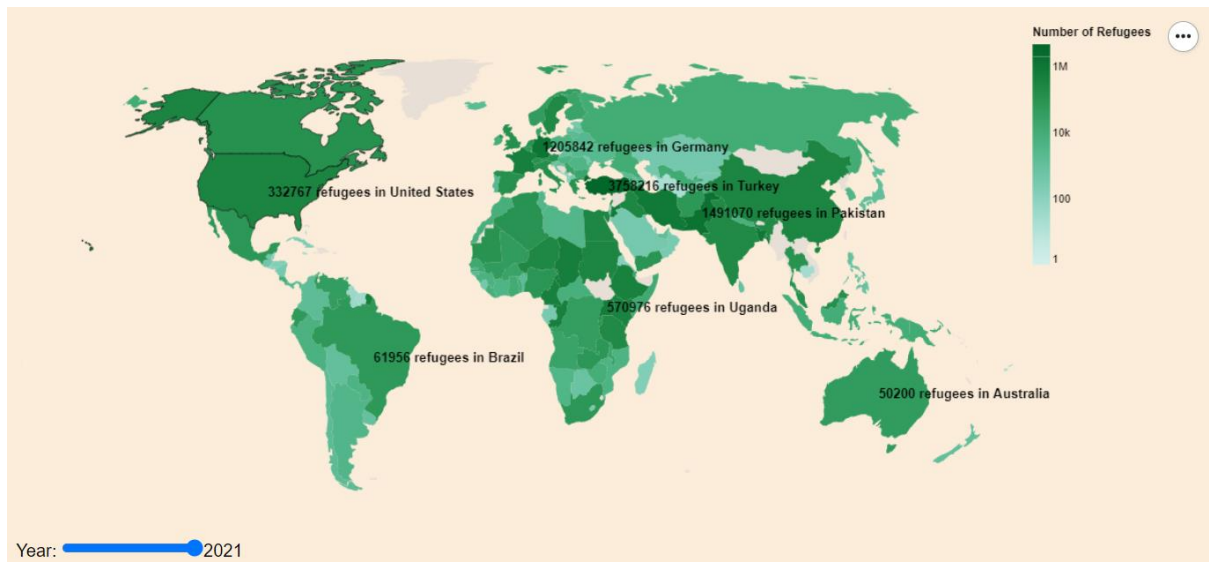 Number of Refugees
1M
10k
100
1
1205842 refugees in Germany
3758216 refugees in Turkey
332767 refugees in United States
1491070 refugees in Pakistan
570976 refugees in Uganda
61956 refugees in Brazil
50200 refugees in Australia
Year: 2021